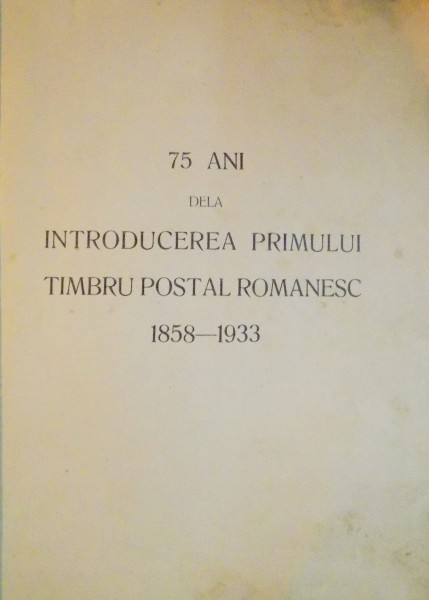 75 ANI
DELA
INTRODUCEREA PRIMULUI
TIMBRU POSTAL ROMANESC
1858—1933